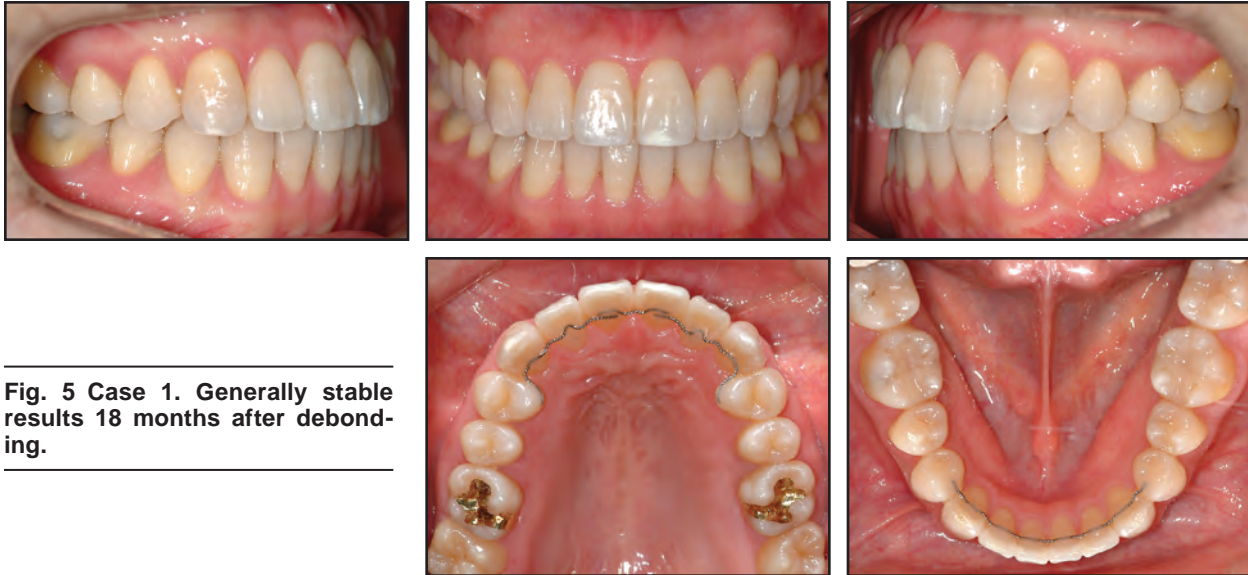 Fig. 5 Case 1. Generally stable
results 18 months after debond-
ing.